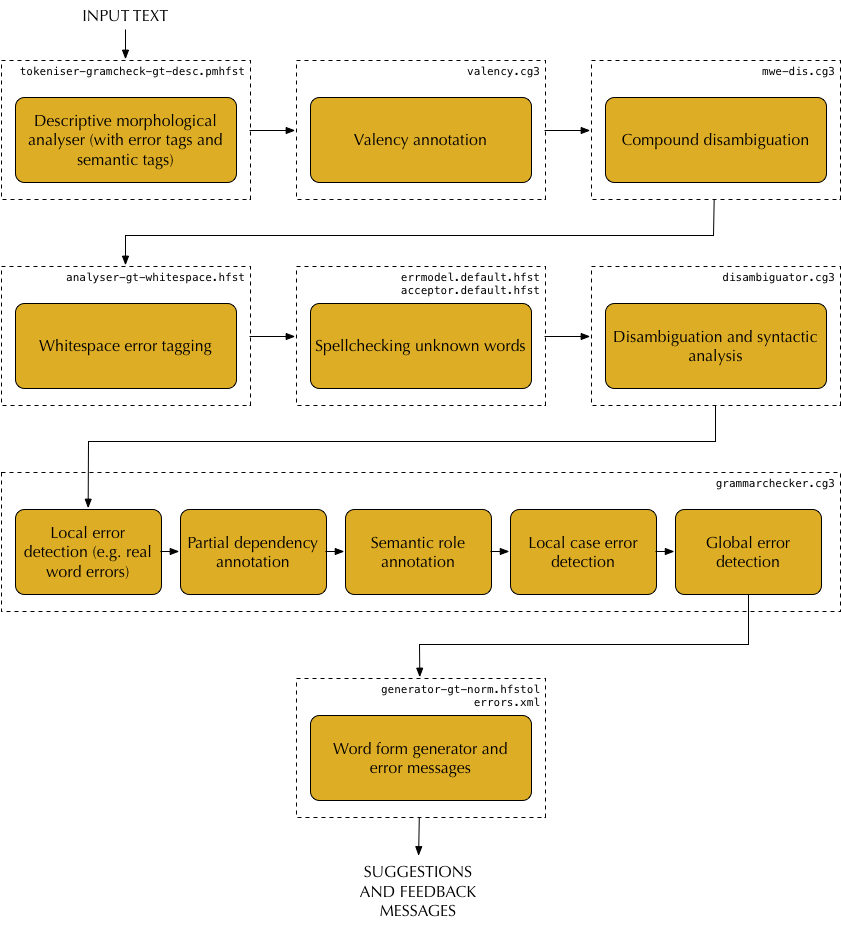 INPUT TEXT
tokeniser-gramcheck-gt-desc.pmhfst
Descriptive morphological
analyser (with error tags and
semantic tags)
valency.cg3
Valency annotation
mwe-dis.cg3
Compound disambiguation
analyser-gt-whitespace.hfst
Whitespace error tagging
errmodel.default.hfst
acceptor.default.hfst
Spellchecking unknown words
disambiguator.cg3
Disambiguation and syntactic
analysis
grammarchecker.cg3
Local error
detection (e.g. real
word errors)
Partial dependency
annotation
Semantic role
annotation
Local case error
detection
Global error
detection
generator-gt-norm.hfstol
errors.xml
Word form generator and
error messages
SUGGESTIONS
AND FEEDBACK
MESSAGES